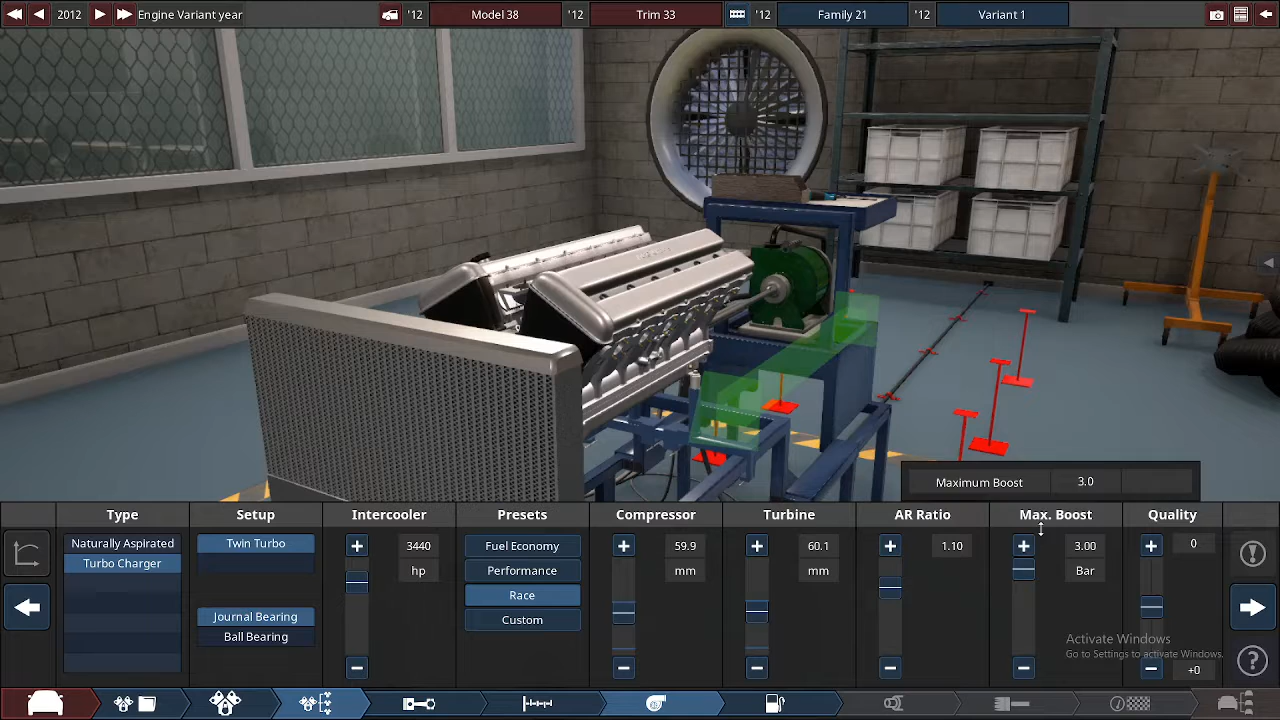 2012 Engine Variant year '12 Model 38 '12 Trim 33 '12 Family 21 '12 Variant 1
Maximum Boost 3.0
Type Setup Intercooler Presets Compressor Turbine AR Ratio Max. Boost Quality
Naturally Aspirated
Turbo Charger
Twin Turbo
Journal Bearing
Ball Bearing
3440
hp
Fuel Economy
Performance
Race
Custom
59.9
mm
60.1
mm
1.10
3.00
Bar
0
+0
Activate Windows
Go to Settings to activate Windows.